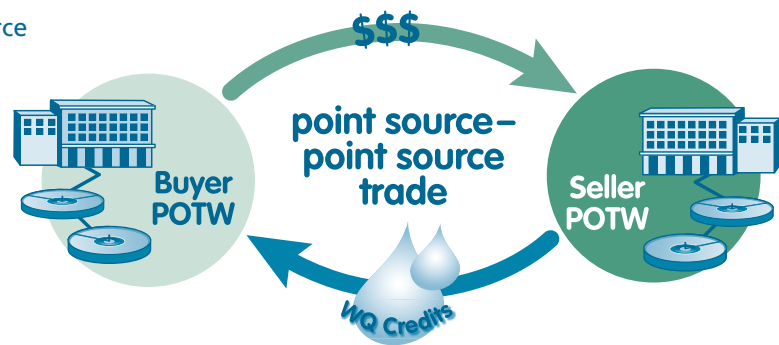 $$$
point source–
point source
trade
Buyer
POTW
Seller
POTW
WQ Credits